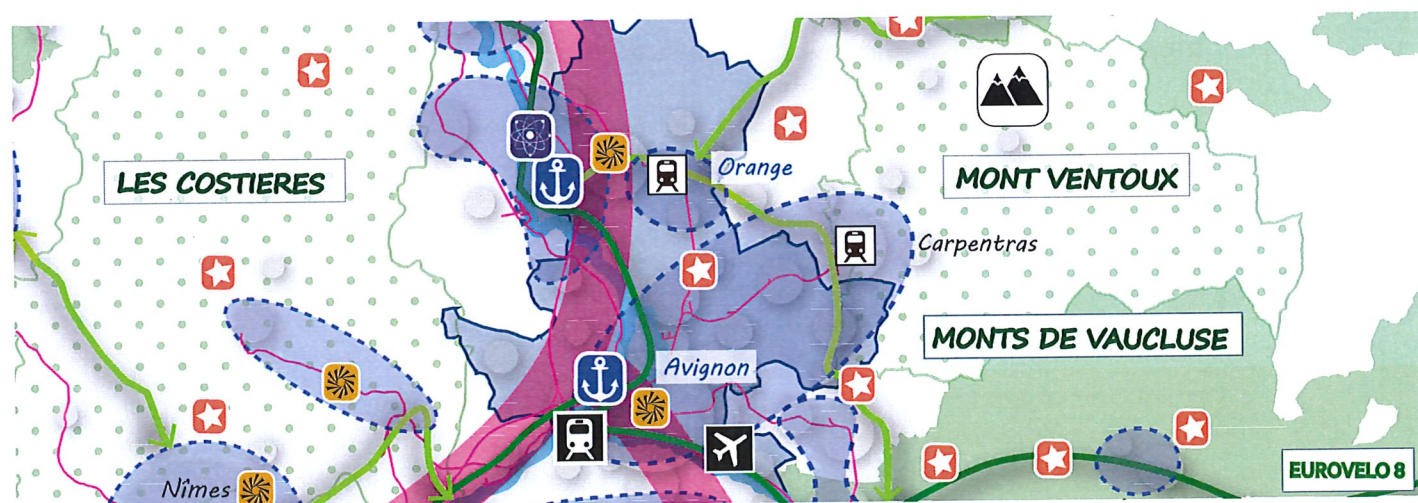 Orange
LES COSTIERES
MONT VENTOUX
Carpentras
MONTS DE VAUCLUSE
Avignon
EUROVELO 8
Nîmes